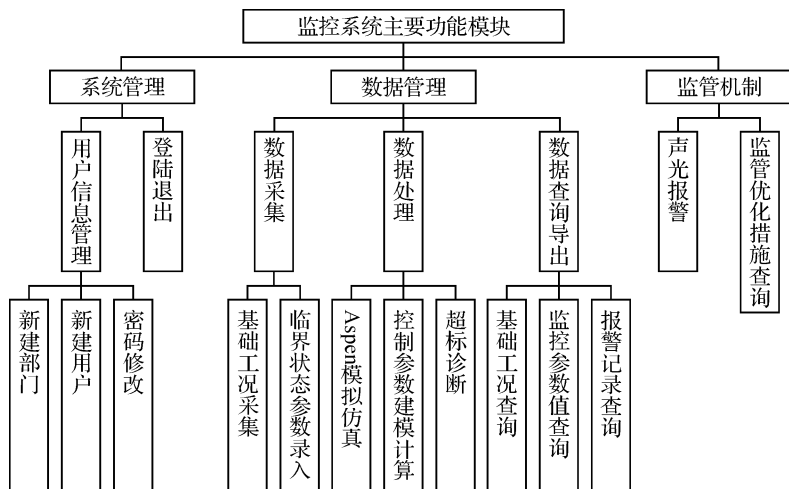 监控系统主要功能模块
系统管理
数据管理
监管机制
用户信息管理
登陆退出
数据采集
数据处理
数据查询导出
声光报警
监管优化措施查询
新建部门
新建用户
密码修改
基础工况采集
临界状态参数录入
Aspen模拟仿真
控制参数建模计算
超标诊断
基础工况查询
监控参数值查询
报警记录查询